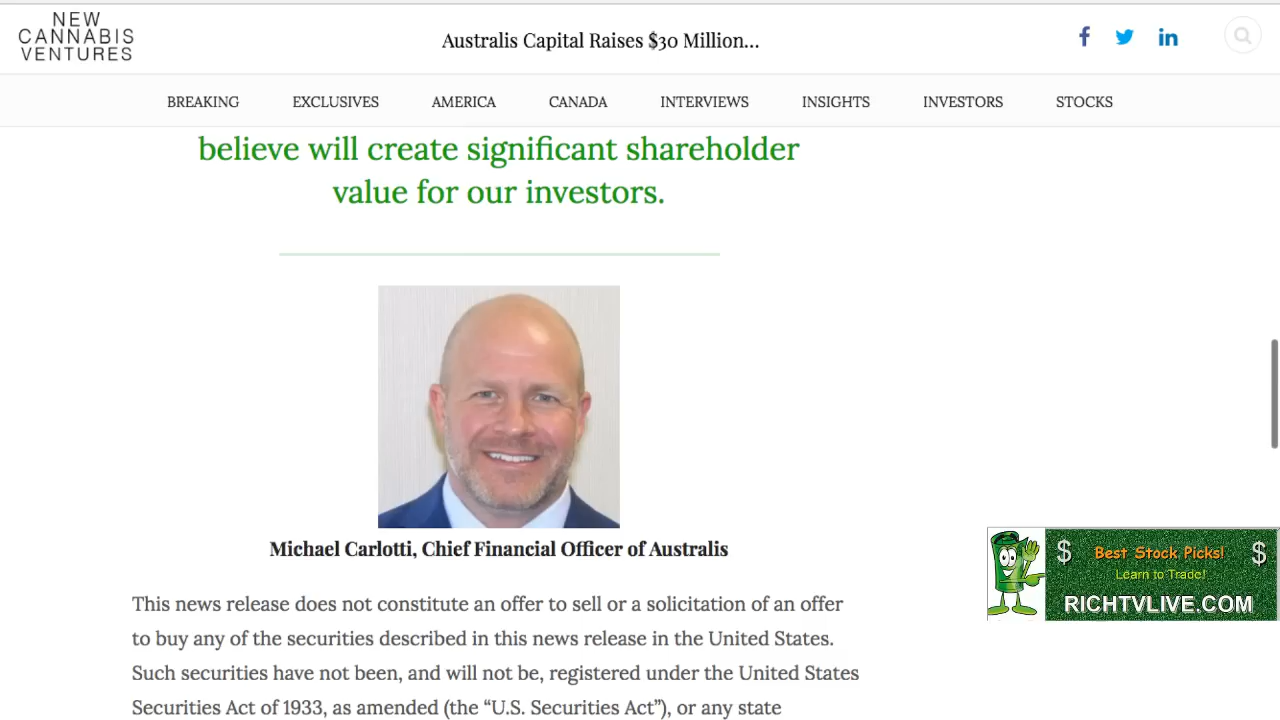 NEW
CANNABIS
VENTURES
Australis Capital Raises $30 Million...
BREAKING EXCLUSIVES AMERICA CANADA INTERVIEWS INSIGHTS INVESTORS STOCKS
believe will create significant shareholder
value for our investors.
Michael Carlotti, Chief Financial Officer of Australis
This news release does not constitute an offer to sell or a solicitation of an offer
to buy any of the securities described in this news release in the United States.
Such securities have not been, and will not be, registered under the United States
Securities Act of 1933, as amended (the “U.S. Securities Act”), or any state
$ Best Stock Picks! $
Learn to Trade!
RICHTVLIVE.COM